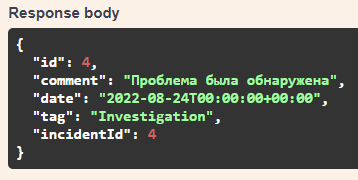 Response body
{
  "id": 4,
  "comment": "Проблема была обнаружена",
  "date": "2022-08-24T00:00:00+00:00",
  "tag": "Investigation",
  "incidentId": 4
}